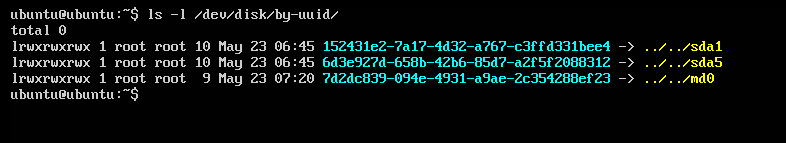 ubuntu@ubuntu:~$ ls -l /dev/disk/by-uuid/
total 0
lrwxrwxrwx 1 root root 10 May 23 06:45 152431e2-7a17-4d32-a767-c3ffd331bee4 -> ../../sda1
lrwxrwxrwx 1 root root 10 May 23 06:45 6d3e927d-658b-42b6-85d7-a2f5f2088312 -> ../../sda5
lrwxrwxrwx 1 root root  9 May 23 07:20 7d2dc839-094e-4931-a9ae-2c354288ef23 -> ../../md0
ubuntu@ubuntu:~$